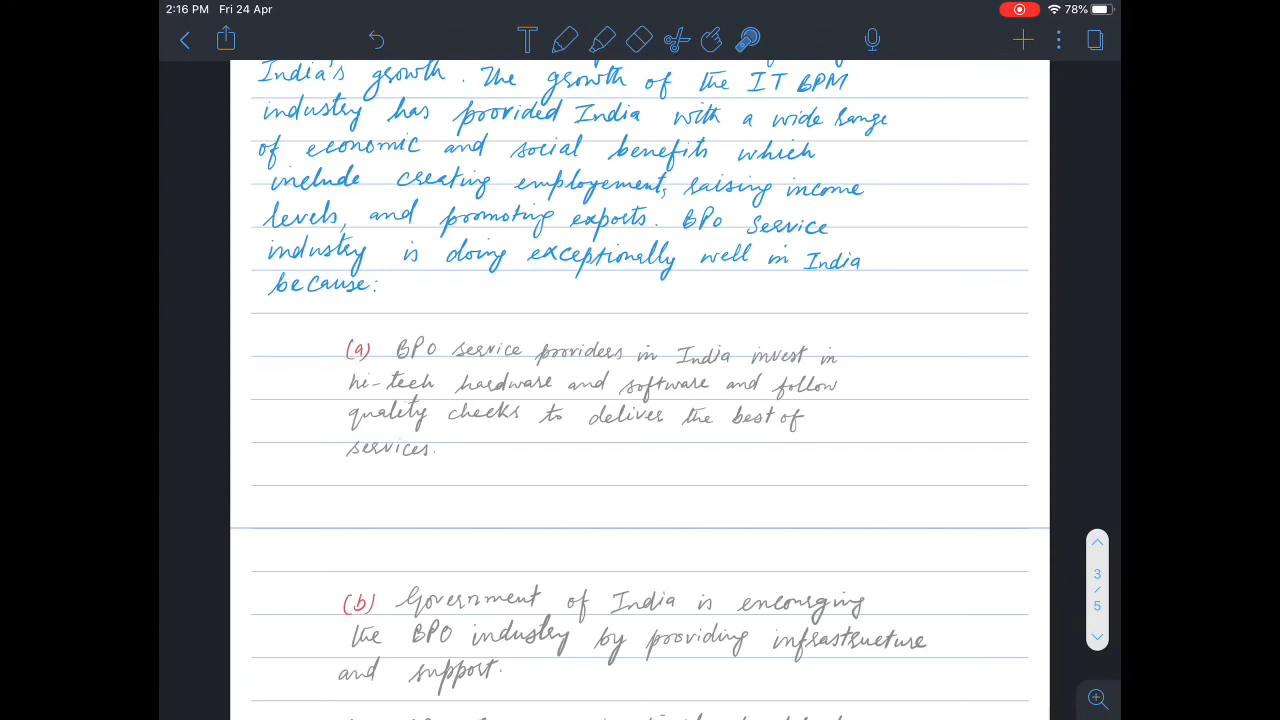 2:16 PM Fri 24 Apr
78%
India's growth. The growth of the IT BPM
industry has provided India with a wide range
of economic and social benefits which
include creating employement, raising income
levels, and promoting exports. BPO Service
industry is doing exceptionally well in India
because:
(a) BPO service providers in India invest in
hi-tech hardware and software and follow
quality checks to deliver the best of
services.
3
/
5
(b) Government of India is encourging
the BPO industry by providing infrastructure
and support.